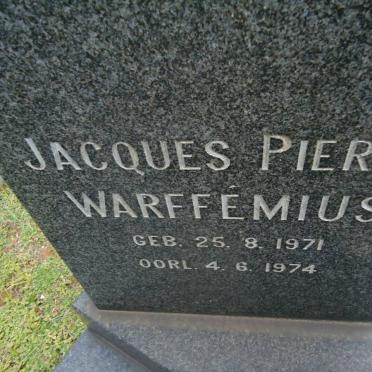 JACQUES PIER
WARFFÉMIUS
GEB. 25. 8. 1971
OORL. 4. 6. 1974